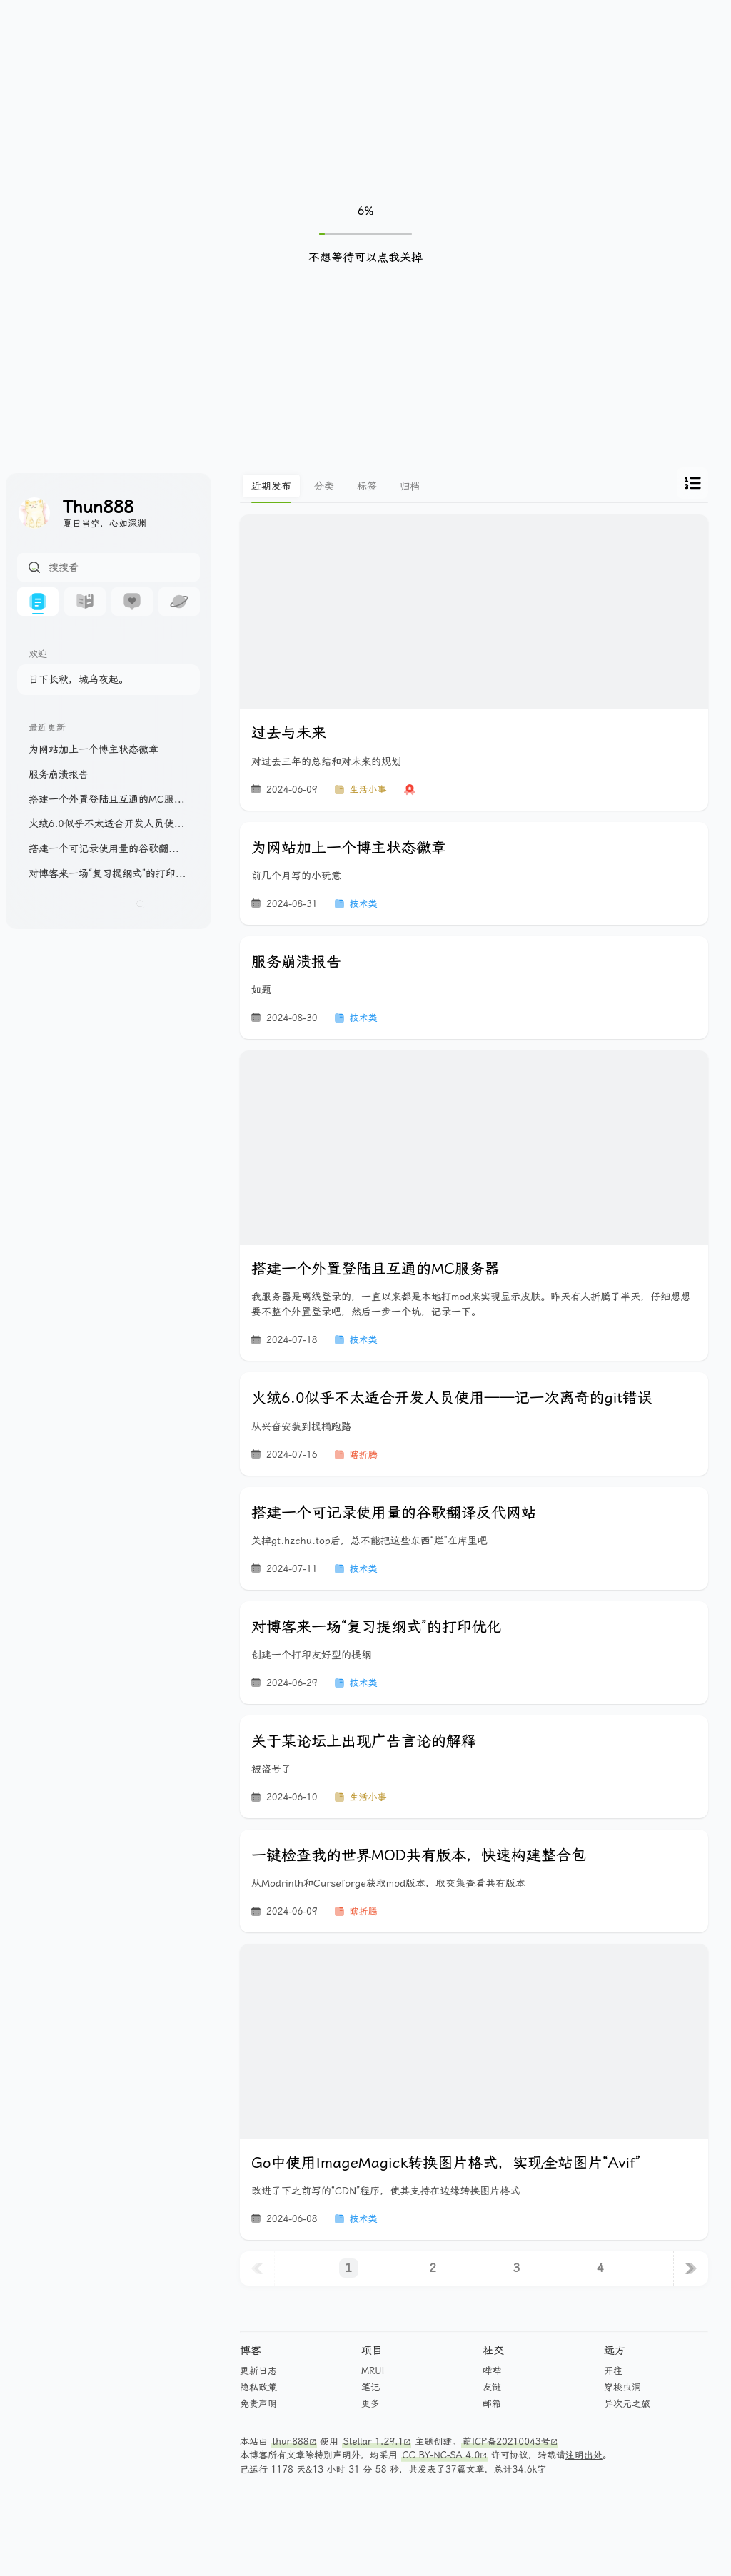 6%
不想等待可以点我关掉
Thun888
夏日当空，心如深渊
搜搜看
欢迎
日下长秋，城乌夜起。
最近更新
为网站加上一个博主状态徽章
服务崩溃报告
搭建一个外置登陆且互通的MC服...
火绒6.0似乎不太适合开发人员使...
搭建一个可记录使用量的谷歌翻...
对博客来一场“复习提纲式”的打印...
近期发布 分类 标签 归档
过去与未来
对过去三年的总结和对未来的规划
2024-06-09 生活小事
为网站加上一个博主状态徽章
前几个月写的小玩意
2024-08-31 技术类
服务崩溃报告
如题
2024-08-30 技术类
搭建一个外置登陆且互通的MC服务器
我服务器是离线登录的，一直以来都是本地打mod来实现显示皮肤。昨天有人折腾了半天，仔细想想
要不整个外置登录吧，然后一步一个坑，记录一下。
2024-07-18 技术类
火绒6.0似乎不太适合开发人员使用——记一次离奇的git错误
从兴奋安装到提桶跑路
2024-07-16 瞎折腾
搭建一个可记录使用量的谷歌翻译反代网站
关掉gt.hzchu.top后，总不能把这些东西“烂”在库里吧
2024-07-11 技术类
对博客来一场“复习提纲式”的打印优化
创建一个打印友好型的提纲
2024-06-29 技术类
关于某论坛上出现广告言论的解释
被盗号了
2024-06-10 生活小事
一键检查我的世界MOD共有版本，快速构建整合包
从Modrinth和Curseforge获取mod版本，取交集查看共有版本
2024-06-09 瞎折腾
Go中使用ImageMagick转换图片格式，实现全站图片“Avif”
改进了下之前写的“CDN”程序，使其支持在边缘转换图片格式
2024-06-08 技术类
1 2 3 4
博客 项目 社交 远方
更新日志 MRUI 哔哔 开往
隐私政策 笔记 友链 穿梭虫洞
免责声明 更多 邮箱 异次元之旅
本站由 thun888 使用 Stellar 1.29.1 主题创建。萌ICP备20210043号
本博客所有文章除特别声明外，均采用 CC BY-NC-SA 4.0 许可协议，转载请注明出处。
已运行 1178 天&13 小时 31 分 58 秒，共发表了37篇文章，总计34.6k字